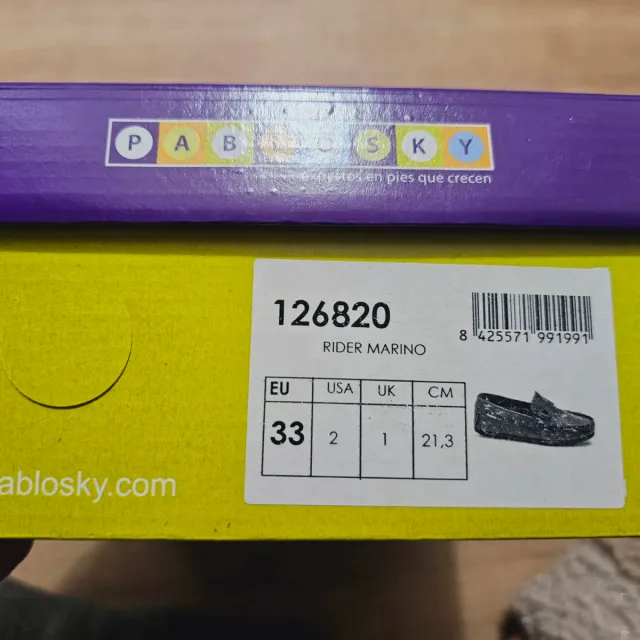 PABLOSKY
en pies que crecen
126820
RIDER MARINO
8 425571 991991
EU USA UK CM
33 2 1 21,3
ablosky.com